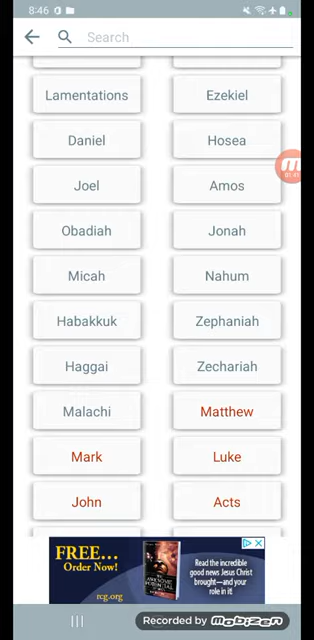 8:46
Search
Lamentations
Ezekiel
Daniel
Hosea
Joel
Amos
Obadiah
Jonah
Micah
Nahum
Habakkuk
Zephaniah
Haggai
Zechariah
Malachi
Matthew
Mark
Luke
John
Acts
FREE...
Order Now!
rcg.org
Read the incredible
good news Jesus Christ
brought—and your
role in it!
Recorded by Mobizen